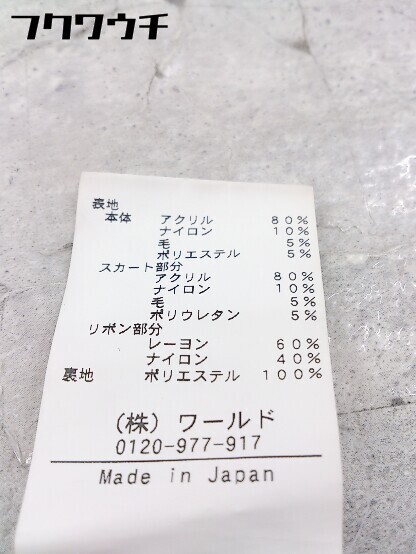 フクワウチ
表地
本体 アクリル 80%
ナイロン 10%
毛 5%
ポリエステル 5%
スカート部分
アクリル 80%
ナイロン 10%
毛 5%
ポリウレタン 5%
リボン部分
レーヨン 60%
ナイロン 40%
裏地 ポリエステル 100%
(株) ワールド
0120-977-917
Made in Japan